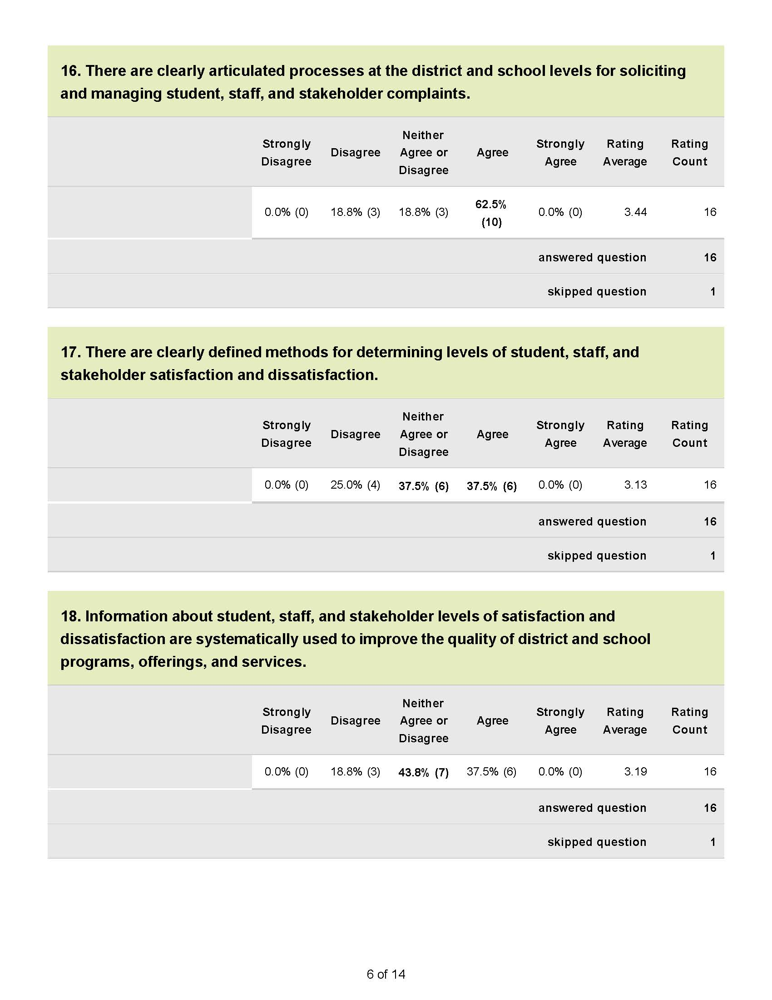 16. There are clearly articulated processes at the district and school levels for soliciting
and managing student, staff, and stakeholder complaints.
Strongly Disagree Disagree Neither Agree or Disagree Agree Strongly Agree Rating Average Rating Count
0.0% (0) 18.8% (3) 18.8% (3) 62.5% (10) 0.0% (0) 3.44 16
answered question 16
skipped question 1
17. There are clearly defined methods for determining levels of student, staff, and
stakeholder satisfaction and dissatisfaction.
Strongly Disagree Disagree Neither Agree or Disagree Agree Strongly Agree Rating Average Rating Count
0.0% (0) 25.0% (4) 37.5% (6) 37.5% (6) 0.0% (0) 3.13 16
answered question 16
skipped question 1
18. Information about student, staff, and stakeholder levels of satisfaction and
dissatisfaction are systematically used to improve the quality of district and school
programs, offerings, and services.
Strongly Disagree Disagree Neither Agree or Disagree Agree Strongly Agree Rating Average Rating Count
0.0% (0) 18.8% (3) 43.8% (7) 37.5% (6) 0.0% (0) 3.19 16
answered question 16
skipped question 1
6 of 14